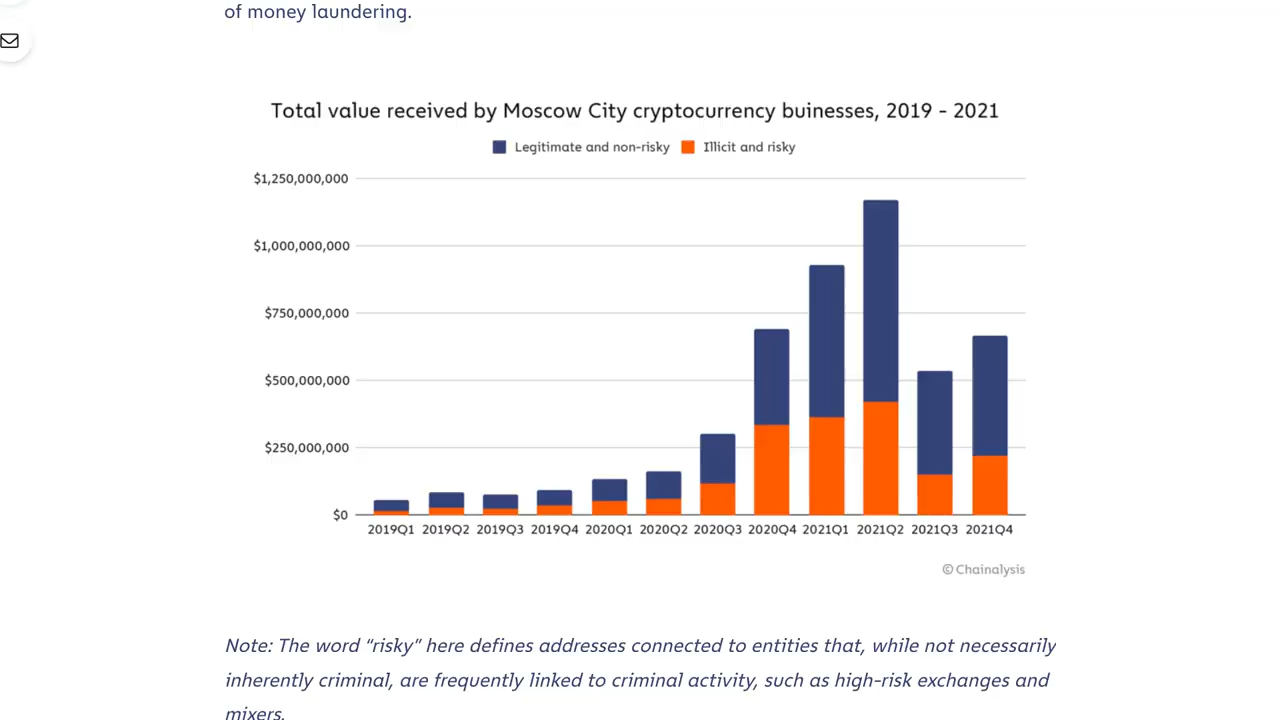 of money laundering.
Total value received by Moscow City cryptocurrency buinesses, 2019 - 2021
Legitimate and non-risky Illicit and risky
$1,250,000,000
$1,000,000,000
$750,000,000
$500,000,000
$250,000,000
$0
2019Q1 2019Q2 2019Q3 2019Q4 2020Q1 2020Q2 2020Q3 2020Q4 2021Q1 2021Q2 2021Q3 2021Q4
© Chainalysis
Note: The word “risky” here defines addresses connected to entities that, while not necessarily
inherently criminal, are frequently linked to criminal activity, such as high-risk exchanges and
mixers.